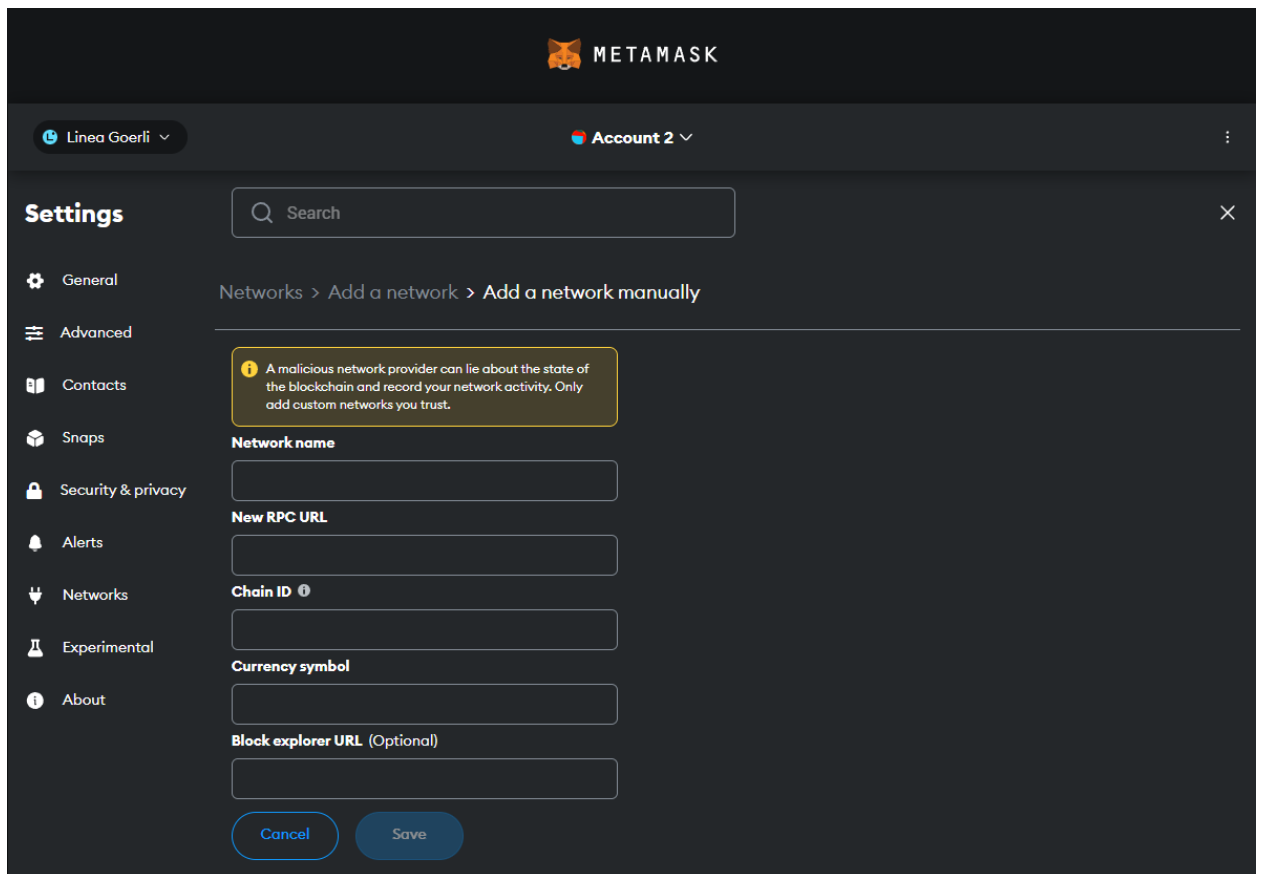 METAMASK
Linea Goerli
Account 2
Settings
Search
General
Networks > Add a network > Add a network manually
Advanced
A malicious network provider can lie about the state of
the blockchain and record your network activity. Only
add custom networks you trust.
Contacts
Snaps
Network name
Security & privacy
New RPC URL
Alerts
Networks
Chain ID
Experimental
Currency symbol
About
Block explorer URL (Optional)
Cancel
Save